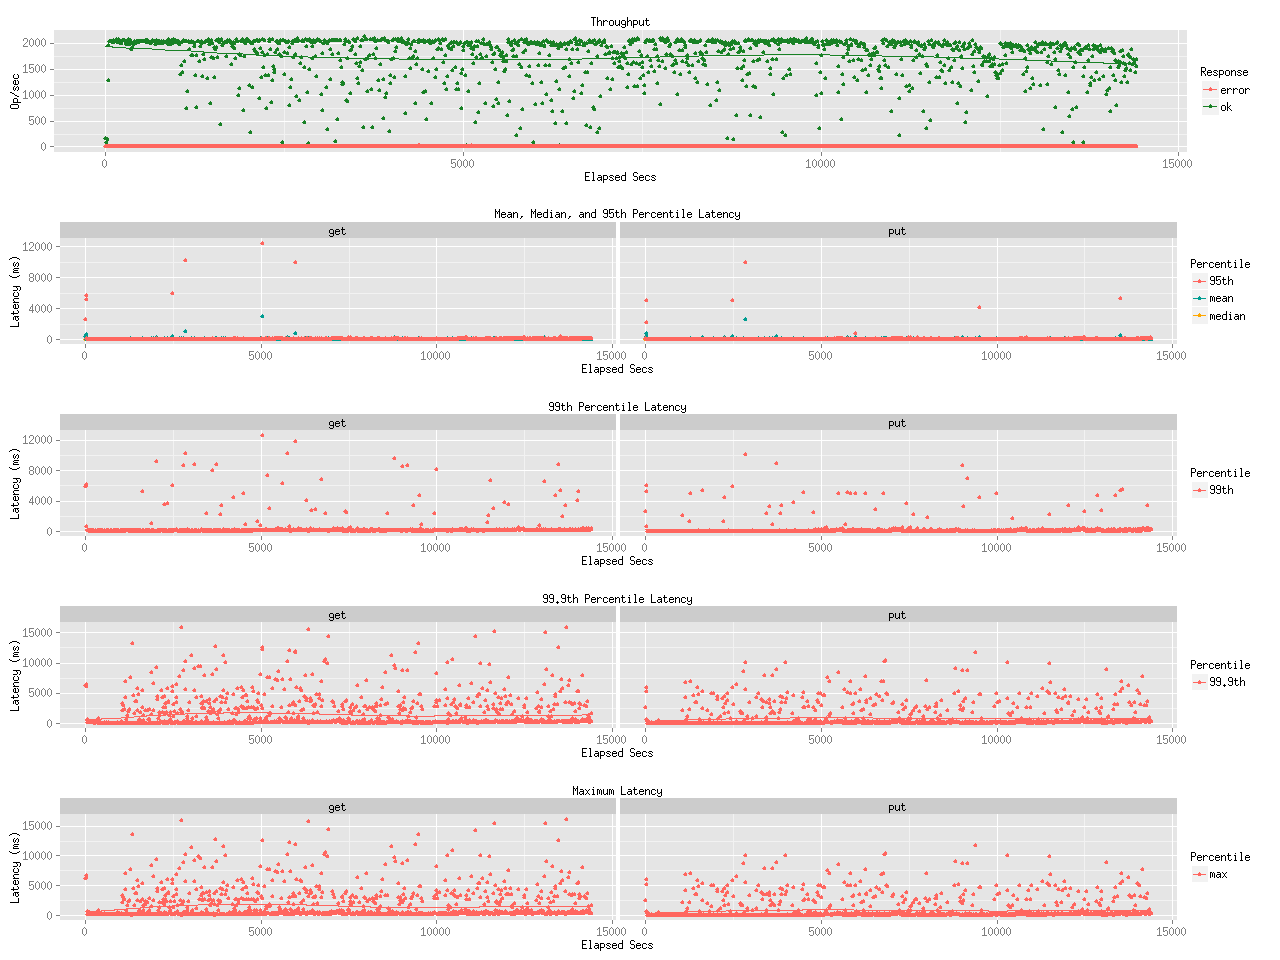 Throughput
2000
1500
1000
500
0
Op/sec
0 5000 10000 15000
Elapsed Secs
Response
error
ok
Mean, Median, and 95th Percentile Latency
get put
12000
8000
4000
0
Latency (ms)
0 5000 10000 15000 0 5000 10000 15000
Elapsed Secs
Percentile
95th
mean
median
99th Percentile Latency
get put
12000
8000
4000
0
Latency (ms)
0 5000 10000 15000 0 5000 10000 15000
Elapsed Secs
Percentile
99th
99.9th Percentile Latency
get put
15000
10000
5000
0
Latency (ms)
0 5000 10000 15000 0 5000 10000 15000
Elapsed Secs
Percentile
99.9th
Maximum Latency
get put
15000
10000
5000
0
Latency (ms)
0 5000 10000 15000 0 5000 10000 15000
Elapsed Secs
Percentile
max